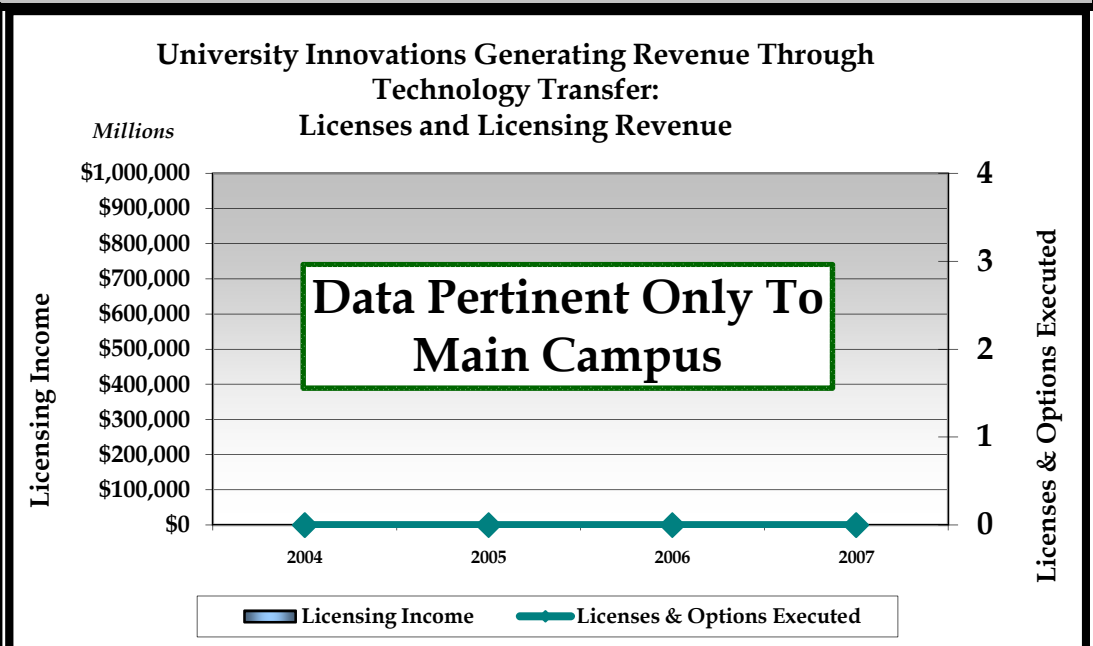 University Innovations Generating Revenue Through
Technology Transfer:
Licenses and Licensing Revenue
Millions
$1,000,000
$900,000
$800,000
$700,000
$600,000
$500,000
$400,000
$300,000
$200,000
$100,000
$0
Licensing Income
Data Pertinent Only To
Main Campus
4
3
2
1
0
Licenses & Options Executed
2004
2005
2006
2007
Licensing Income
Licenses & Options Executed